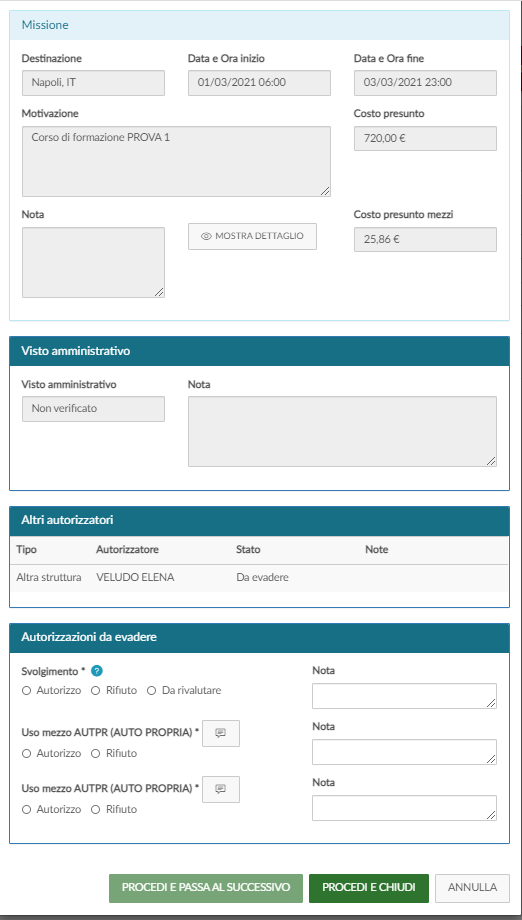 Missione
Destinazione Data e Ora inizio Data e Ora fine
Napoli, IT 01/03/2021 06:00 03/03/2021 23:00
Motivazione Costo presunto
Corso di formazione PROVA 1 720,00 €
Nota Costo presunto mezzi
MOSTRA DETTAGLIO 25,86 €
Visto amministrativo
Visto amministrativo Nota
Non verificato
Altri autorizzatori
Tipo Autorizzatore Stato Note
Altra struttura VELUDO ELENA Da evadere
Autorizzazioni da evadere
Svolgimento * ? Nota
Autorizzo Rifiuto Da rivalutare
Uso mezzo AUTPR (AUTO PROPRIA) * Nota
Autorizzo Rifiuto
Uso mezzo AUTPR (AUTO PROPRIA) * Nota
Autorizzo Rifiuto
PROCEDI E PASSA AL SUCCESSIVO PROCEDI E CHIUDI ANNULLA